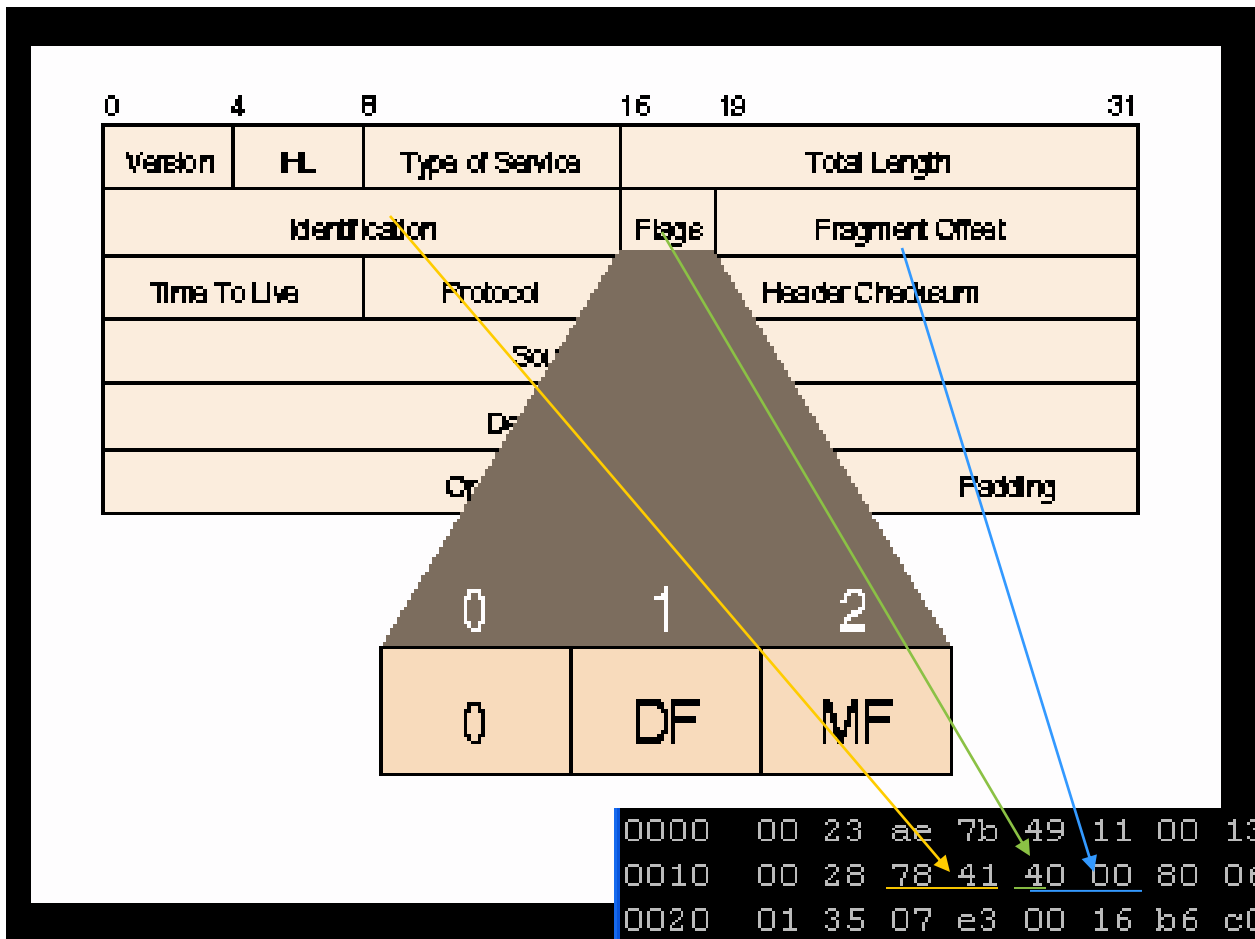 0 4 8 16 19 31
Version IHL Type of Service Total Length
Identification Flags Fragment Offset
Time To Live Protocol Header Checksum
Sou
De
Op Padding
0 1 2
0 DF MF
0000 00 23 ae 7b 49 11 00 13
0010 00 28 78 41 40 00 80 06
0020 01 35 07 e3 00 16 b6 c0